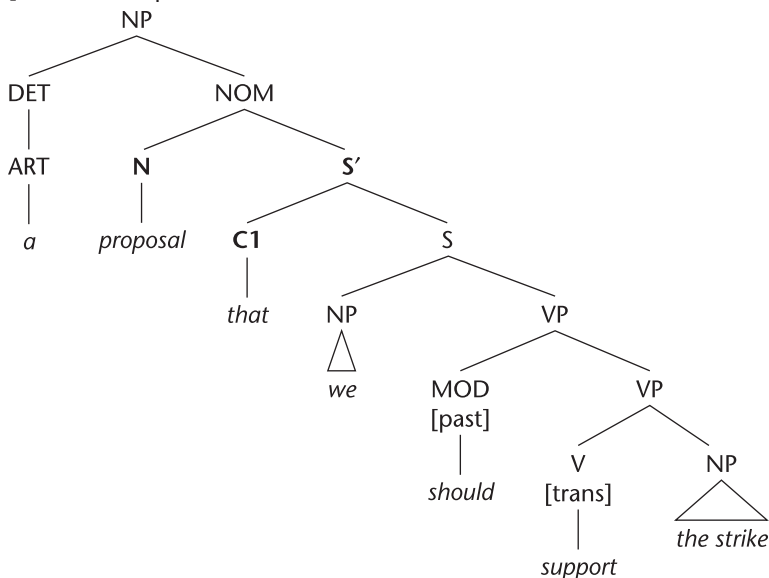 NP
DET NOM
ART N S′
a proposal C1 S
that NP VP
we MOD VP
[past]
V NP
should [trans]
the strike
support